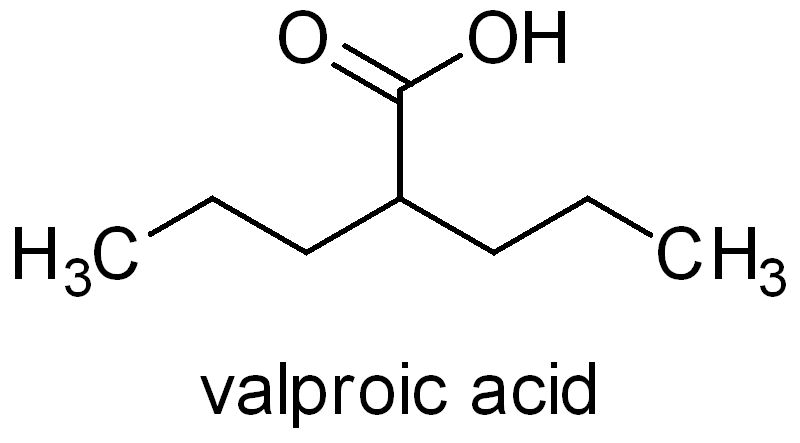 O OH
H₃C CH₃
valproic acid